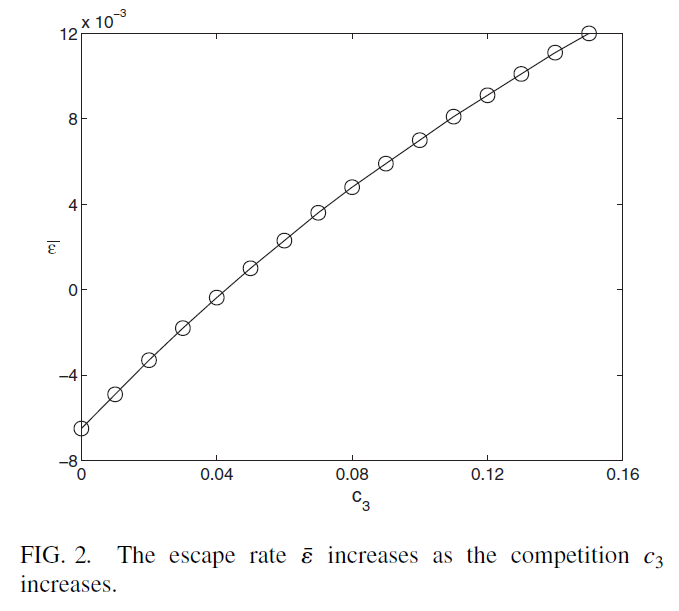 x 10⁻³
12
8
4
0
−4
−8
ε̄
0
0.04
0.08
0.12
0.16
c₃
FIG. 2. The escape rate ε̄ increases as the competition c₃
increases.